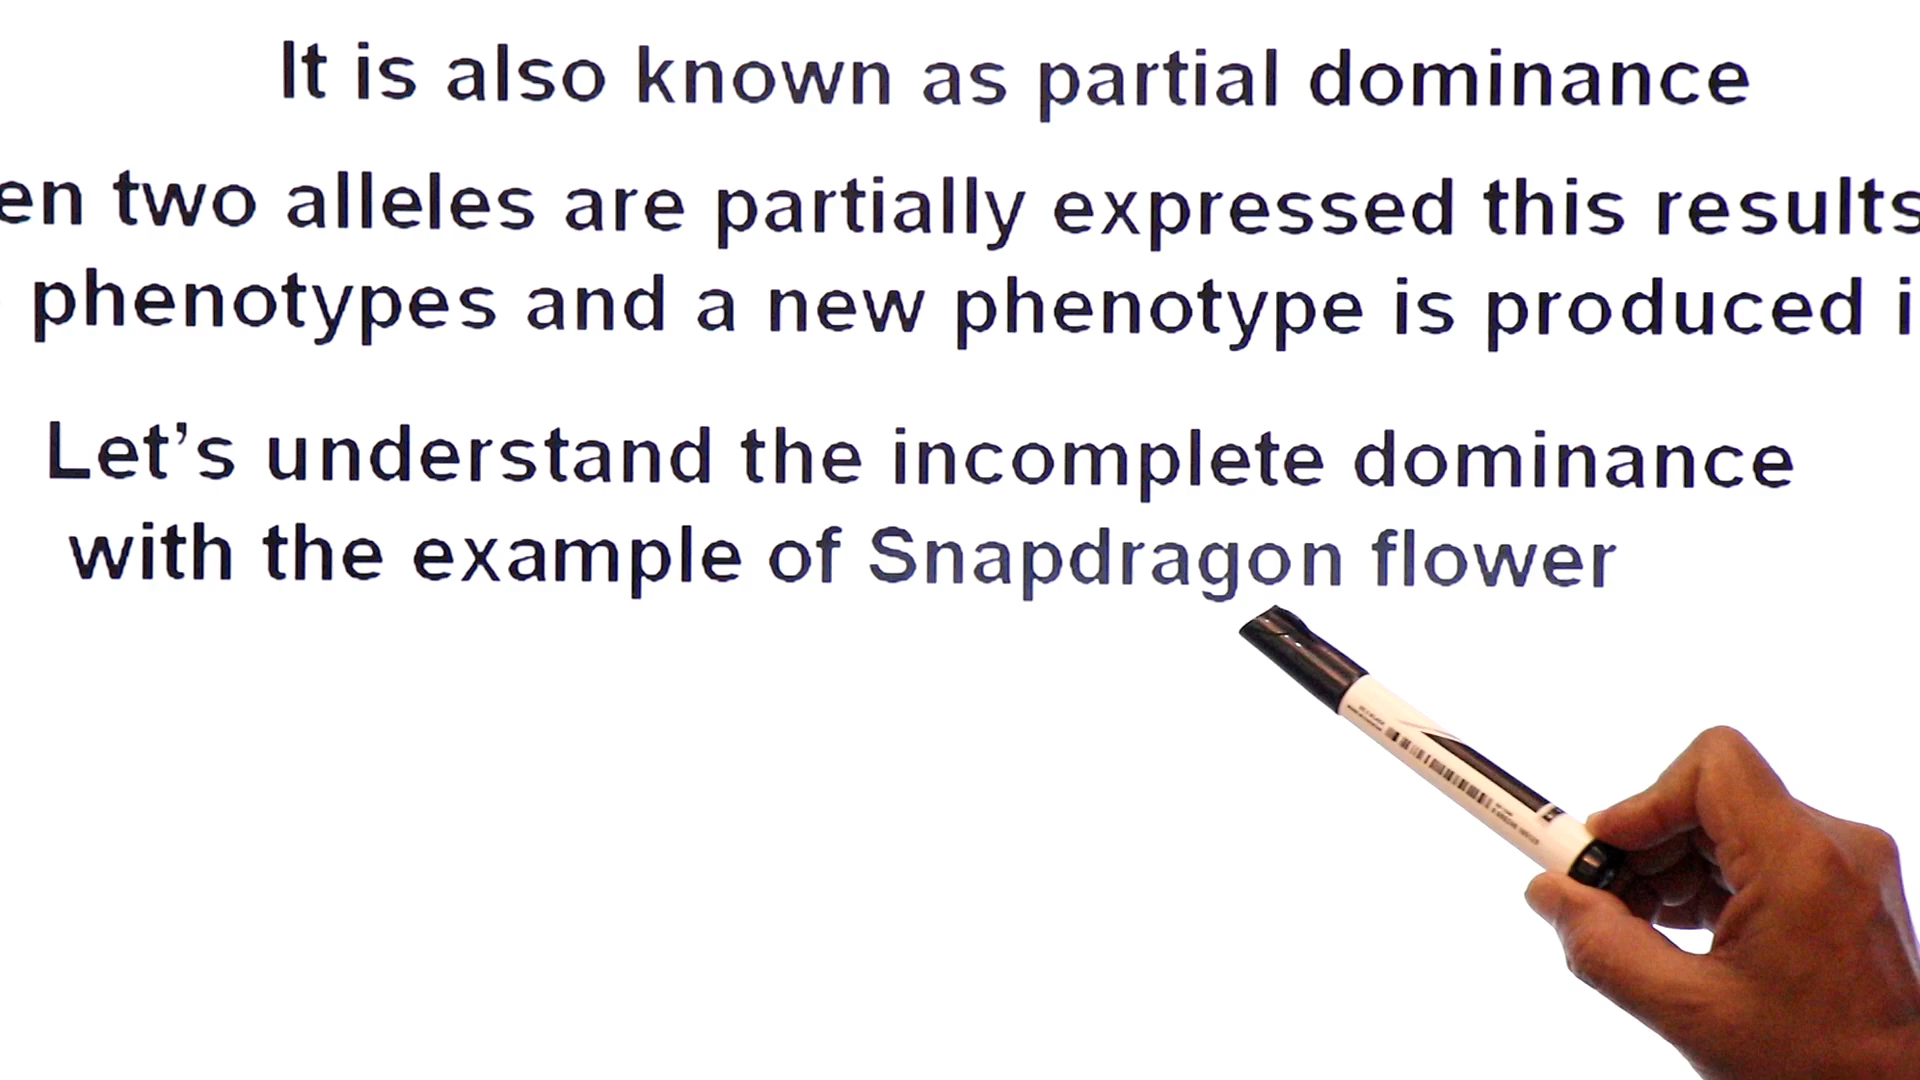 It is also known as partial dominance
en two alleles are partially expressed this results
phenotypes and a new phenotype is produced i
Let’s understand the incomplete dominance
with the example of Snapdragon flower